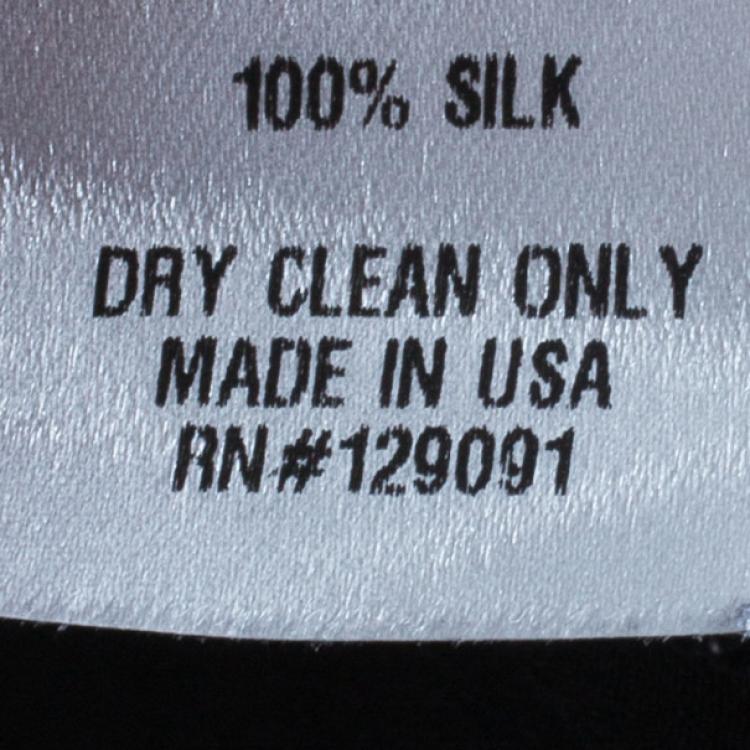 100% SILK
DRY CLEAN ONLY
MADE IN USA
RN#129091